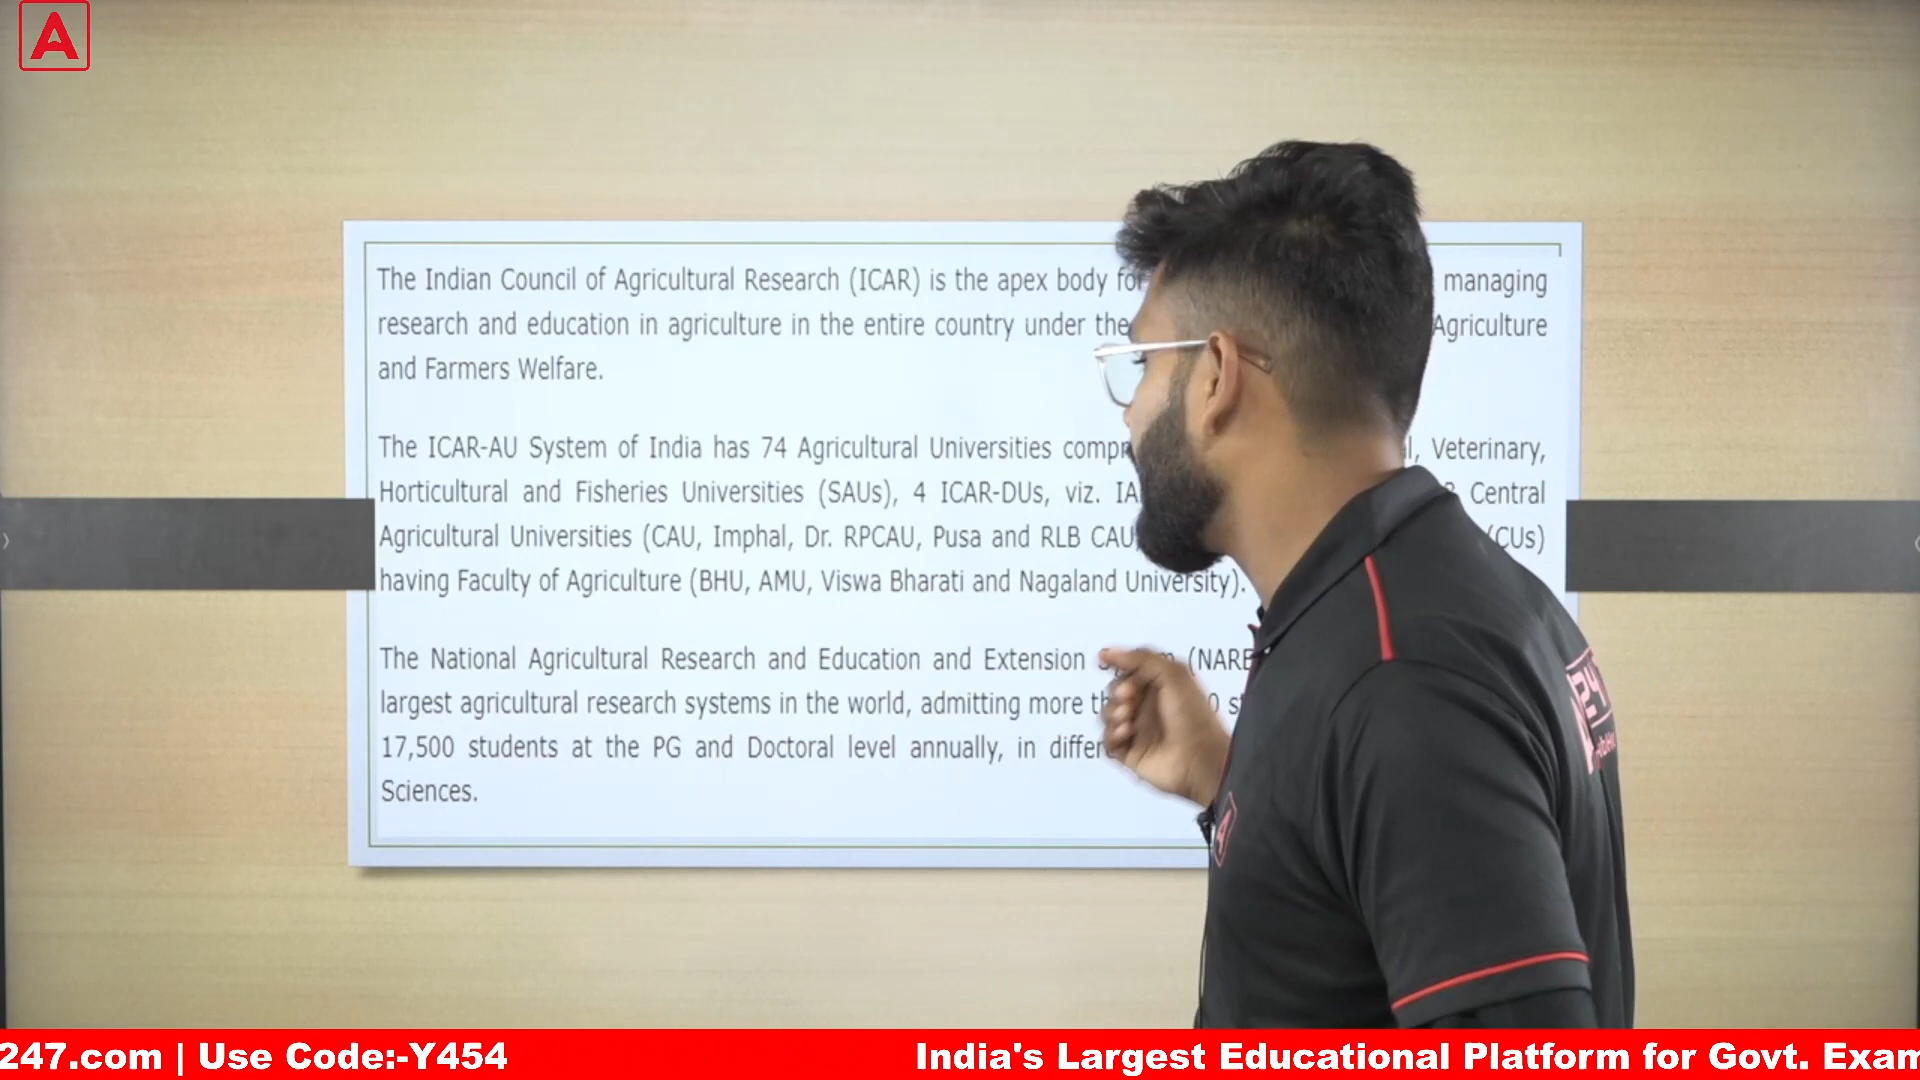 A
The Indian Council of Agricultural Research (ICAR) is the apex body for managing
research and education in agriculture in the entire country under the Agriculture
and Farmers Welfare.
The ICAR-AU System of India has 74 Agricultural Universities Veterinary,
Horticultural and Fisheries Universities (SAUs), 4 ICAR-DUs, viz. Central
Agricultural Universities (CAU, Imphal, Dr. RPCAU, Pusa and RLB CAU, (CUs)
having Faculty of Agriculture (BHU, AMU, Viswa Bharati and Nagaland University).
The National Agricultural Research and Education and Extension
largest agricultural research systems in the world, admitting more
17,500 students at the PG and Doctoral level annually, in
Sciences.
247.com | Use Code:-Y454
India's Largest Educational Platform for Govt. Exam